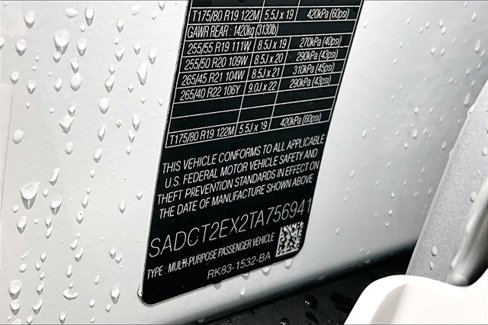 T175/80 R19 122M 5.5J x 19 420kPa (60psi)
GAWR REAR: 1420kg (3130lb)
255/55 R19 111W 8.5J x 19 270kPa (40psi)
255/50 R20 109W 8.5J x 20 290kPa (43psi)
265/45 R21 104W 8.5J x 21 310kPa (45psi)
265/40 R22 106Y 9.0J x 22 290kPa (43psi)
T175/80 R19 122M 5.5J x 19 420kPa (60psi)
THIS VEHICLE CONFORMS TO ALL APPLICABLE
U.S. FEDERAL MOTOR VEHICLE SAFETY AND
THEFT PREVENTION STANDARDS IN EFFECT ON
THE DATE OF MANUFACTURE SHOWN ABOVE.
SADCT2EX2TA756941
TYPE : MULTI-PURPOSE PASSENGER VEHICLE
RK83-1532-BA